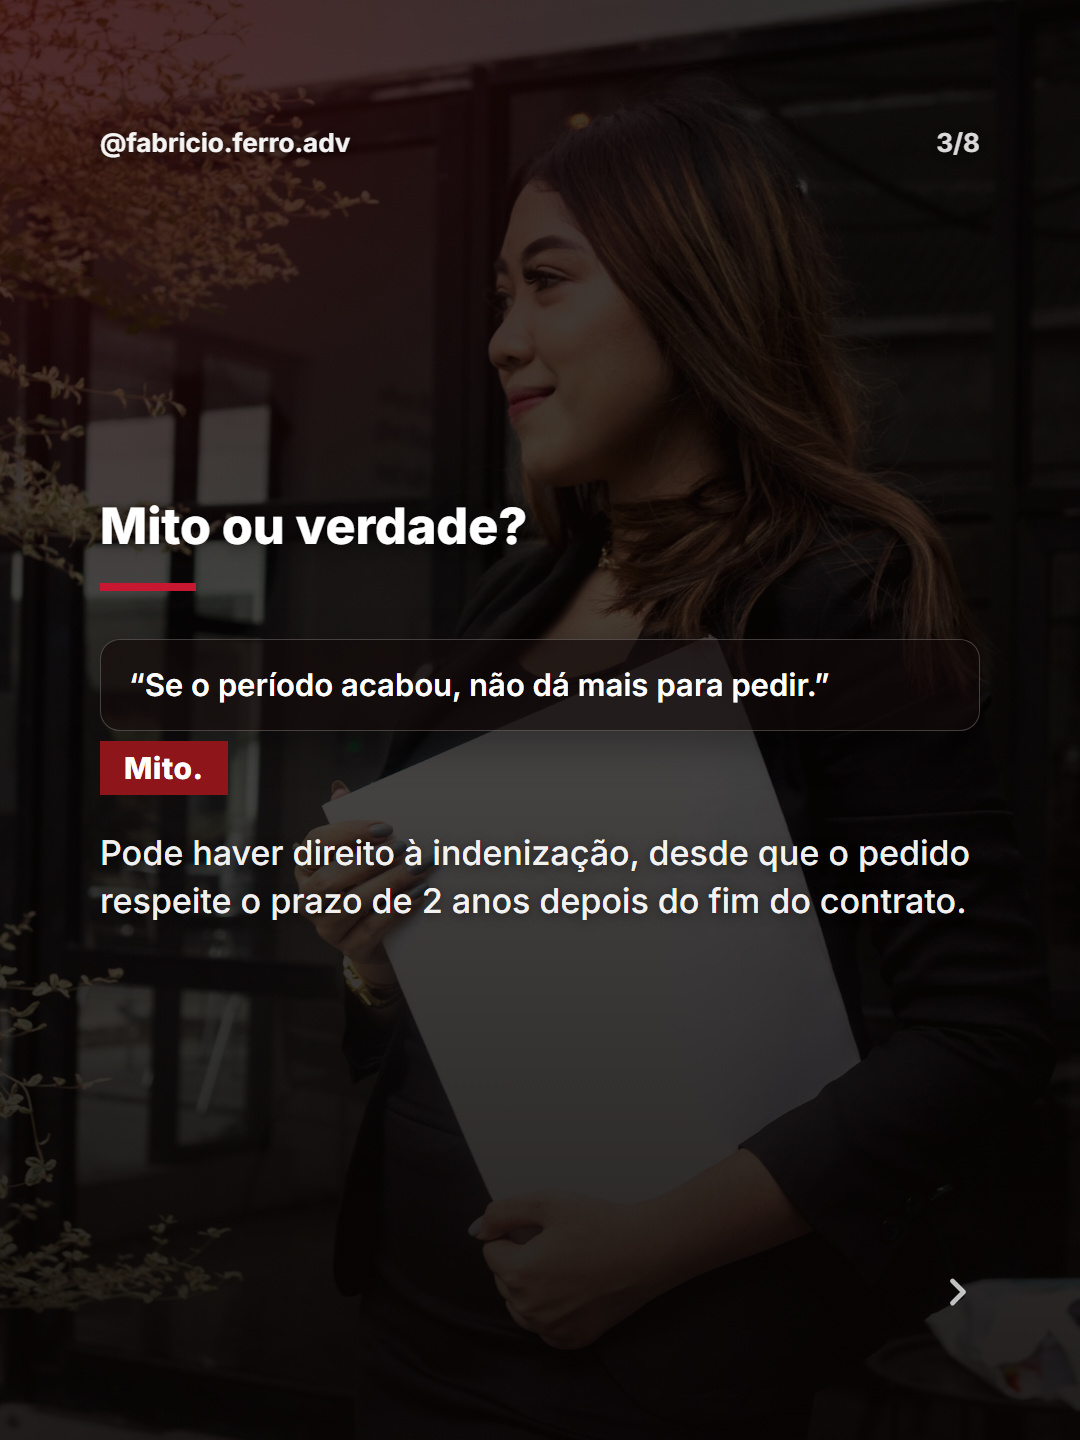 @fabricio.ferro.adv
3/8
Mito ou verdade?
“Se o período acabou, não dá mais para pedir.”
Mito.
Pode haver direito à indenização, desde que o pedido
respeite o prazo de 2 anos depois do fim do contrato.